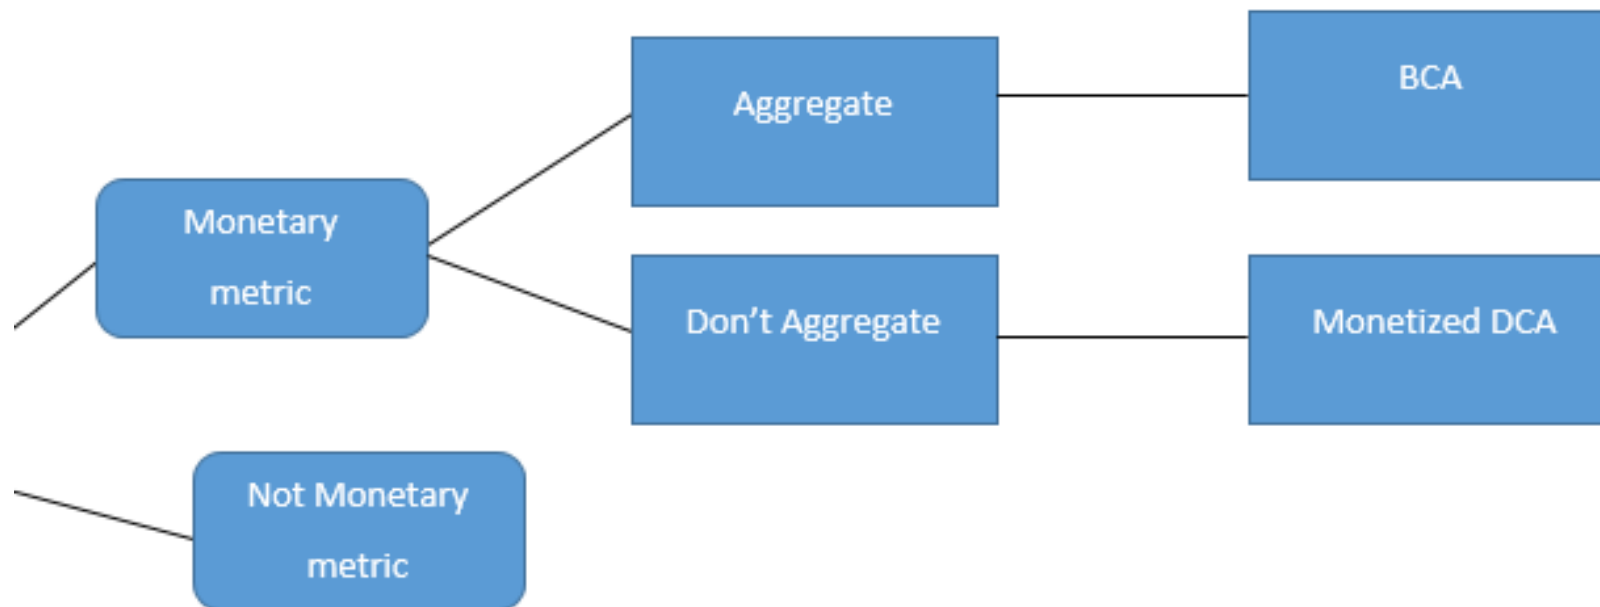 Aggregate
BCA
Monetary
metric
Don't Aggregate
Monetized DCA
Not Monetary
metric